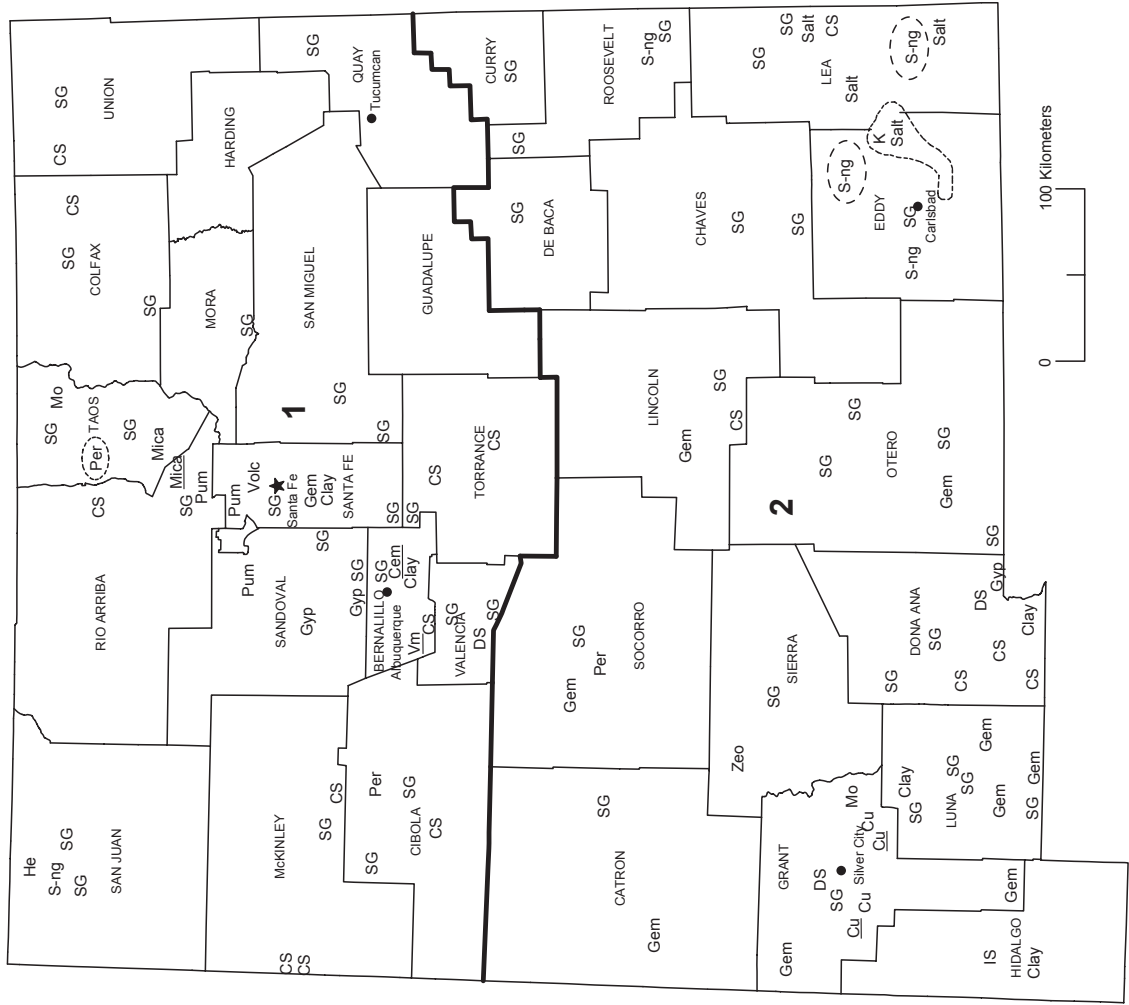 He
S-ng SG
SG
SAN JUAN
RIO ARRIBA
CS
SG
Pum
Mica
SG Mo
Per TAOS
SG
Mica
SG
COLFAX
CS
SG
CS
SG
UNION
MORA
SG
HARDING
McKINLEY
SG CS
CS
CS
SANDOVAL
Pum
Gyp
SG
Gyp SG
Pum Volc
SG
Santa Fe
Gem
Clay
SANTA FE
SG
1
SAN MIGUEL
SG
SG
SG
QUAY
Tucumcari
SG
Per
CIBOLA
SG
CS
BERNALILLO
SG
Albuquerque
Cem
Clay
Vm
CS
VALENCIA
SG
DS
SG
SG
CS
TORRANCE
CS
GUADALUPE
CURRY
SG
SG
DE BACA
SG
ROOSEVELT
S-ng
SG
CATRON
SG
Gem
SOCORRO
SG
Per
Gem
LINCOLN
Gem
SG
CS
CHAVES
SG
SG
SG
SG
Salt
LEA
CS
Salt
S-ng
Salt
SIERRA
Zeo
SG
2
OTERO
SG
SG
Gem
SG
SG
S-ng
K
Salt
EDDY
SG
Carlsbad
S-ng
GRANT
Gem
DS
SG
Silver City
Mo
Cu
Cu
Cu
Cu
Gem
Clay
SG
LUNA
SG
SG
Gem
Gem
SG Gem
DONA ANA
SG
SG
CS
DS
Gyp
CS
Clay
CS
IS
HIDALGO
Clay
0
100 Kilometers